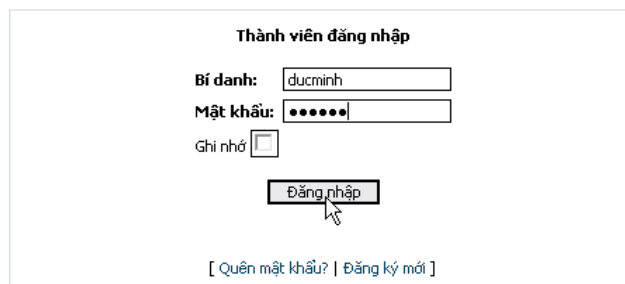 Thành viên đăng nhập
Bí danh: ducminh
Mật khẩu: ●●●●●●
Ghi nhớ
Đăng nhập
[ Quên mật khẩu? | Đăng ký mới ]